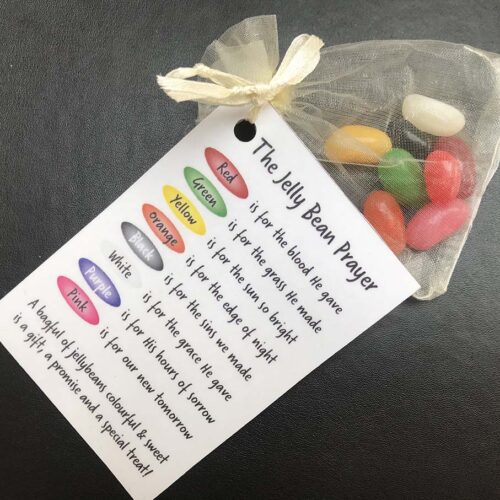 The Jelly Bean Prayer
Red is for the blood He gave
Green is for the grass He made
Yellow is for the sun so bright
Orange is for the edge of night
Black is for the sins we made
White is for the grace He gave
Purple is for His hours of sorrow
Pink is for our new tomorrow
A bagful of jellybeans colourful & sweet
is a gift, a promise and a special treat!